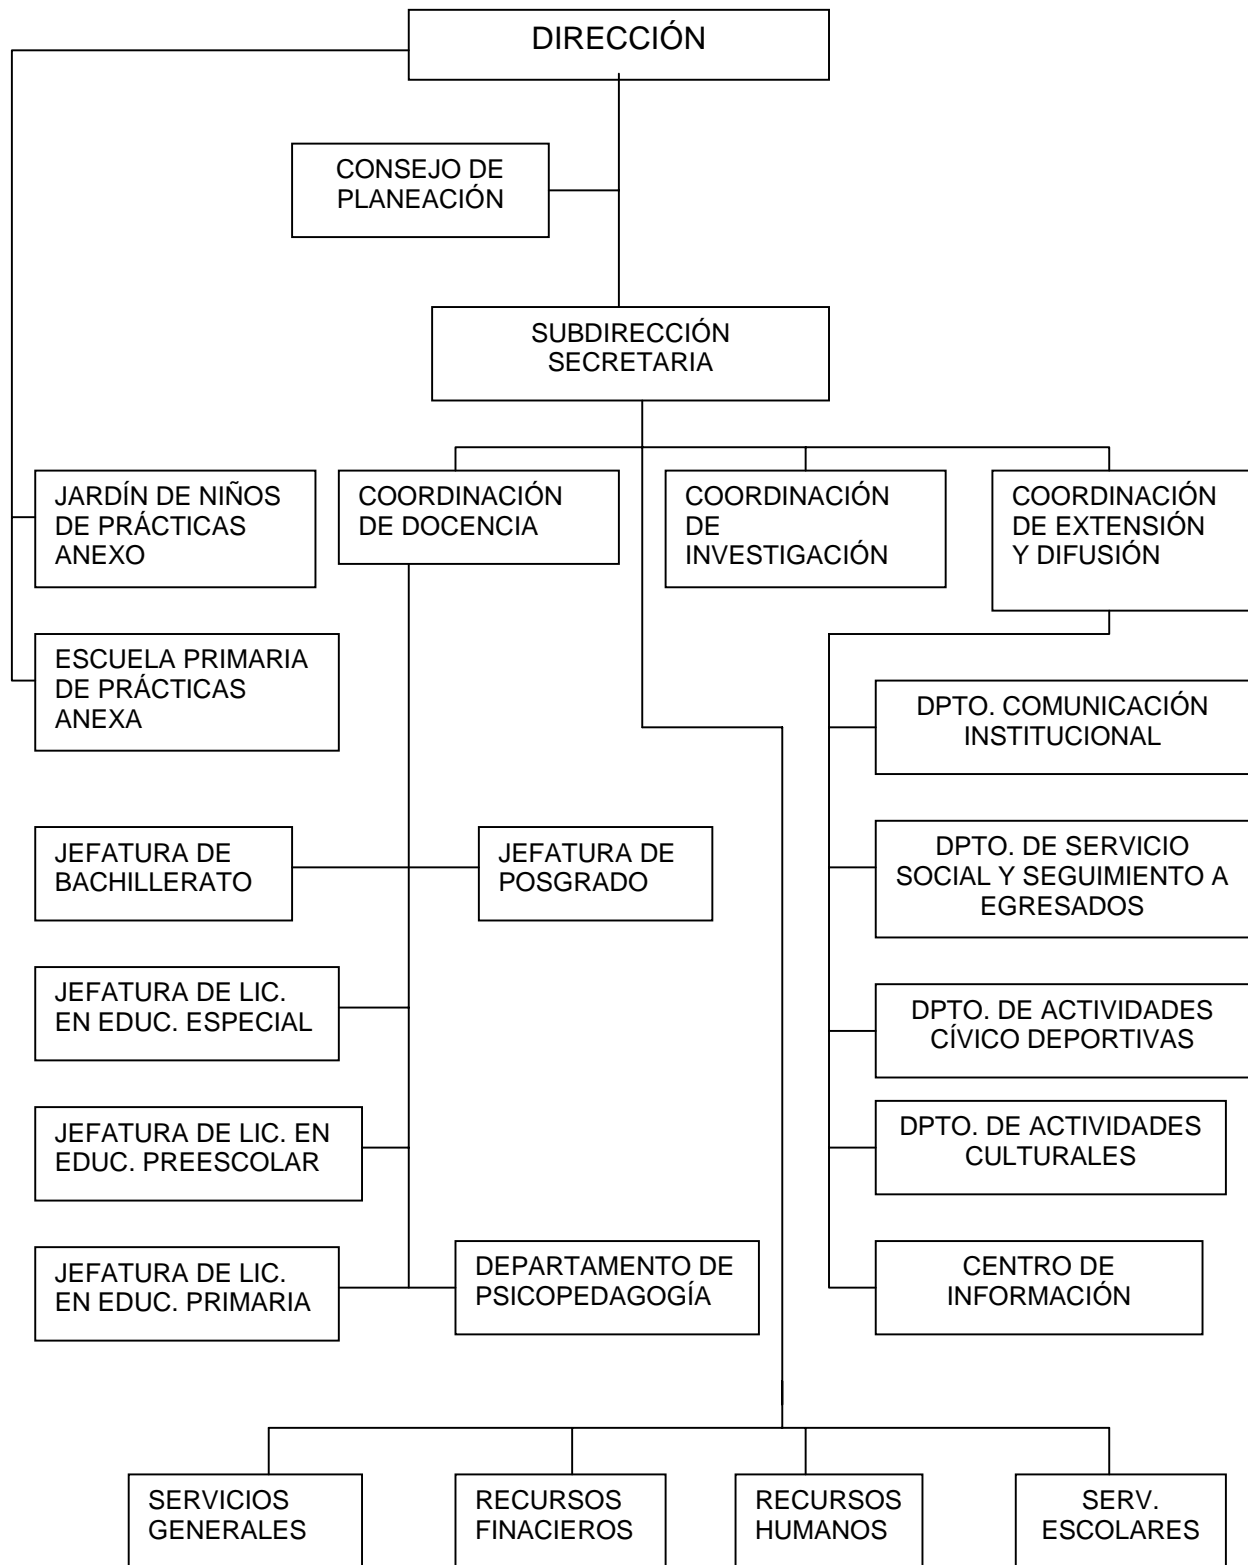 DIRECCIÓN
CONSEJO DE
PLANEACIÓN
SUBDIRECCIÓN
SECRETARIA
JARDÍN DE NIÑOS
DE PRÁCTICAS
ANEXO
COORDINACIÓN
DE DOCENCIA
COORDINACIÓN
DE
INVESTIGACIÓN
COORDINACIÓN
DE EXTENSIÓN
Y DIFUSIÓN
ESCUELA PRIMARIA
DE PRÁCTICAS
ANEXA
DPTO. COMUNICACIÓN
INSTITUCIONAL
JEFATURA DE
BACHILLERATO
JEFATURA DE
POSGRADO
DPTO. DE SERVICIO
SOCIAL Y SEGUIMIENTO A
EGRESADOS
JEFATURA DE LIC.
EN EDUC. ESPECIAL
DPTO. DE ACTIVIDADES
CÍVICO DEPORTIVAS
JEFATURA DE LIC. EN
EDUC. PREESCOLAR
DPTO. DE ACTIVIDADES
CULTURALES
JEFATURA DE LIC.
EN EDUC. PRIMARIA
DEPARTAMENTO DE
PSICOPEDAGOGÍA
CENTRO DE
INFORMACIÓN
SERVICIOS
GENERALES
RECURSOS
FINACIEROS
RECURSOS
HUMANOS
SERV.
ESCOLARES